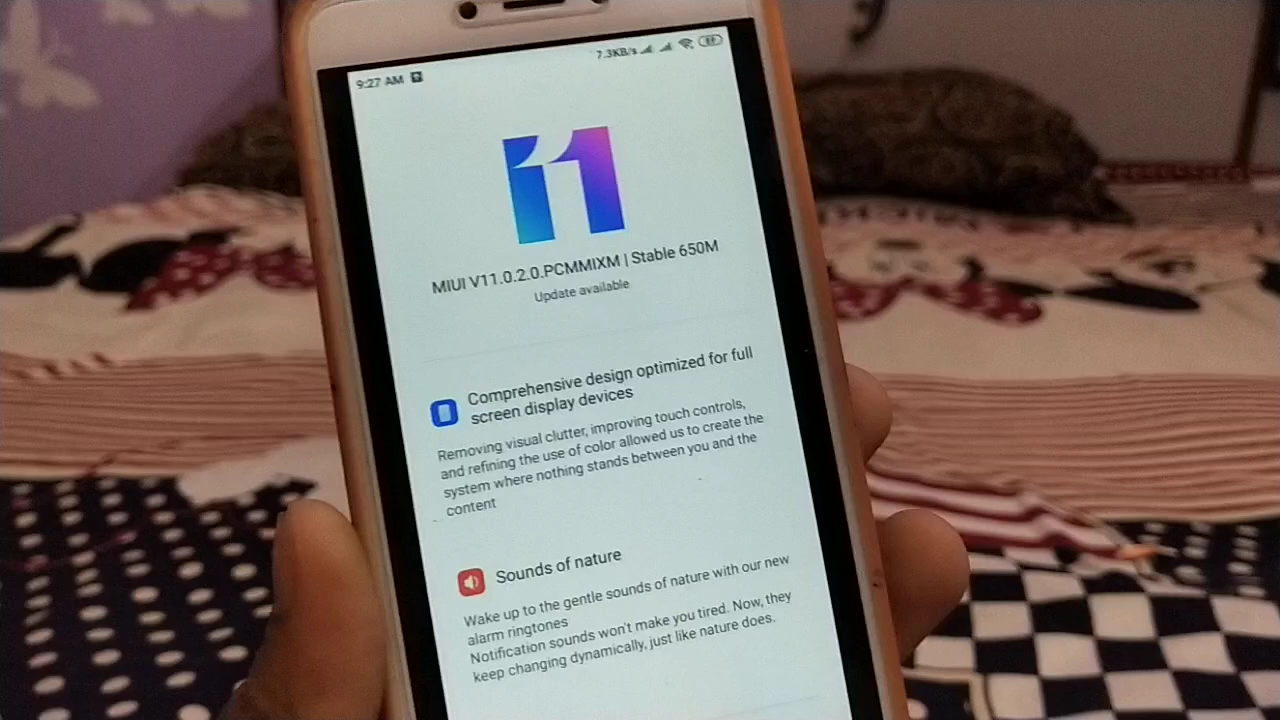 9:27 AM 7.3KB/s
11
MIUI V11.0.2.0.PCMMIXM | Stable 650M
Update available
Comprehensive design optimized for full
screen display devices
Removing visual clutter, improving touch controls,
and refining the use of color allowed us to create the
system where nothing stands between you and the
content
Sounds of nature
Wake up to the gentle sounds of nature with our new
alarm ringtones
Notification sounds won't make you tired. Now, they
keep changing dynamically, just like nature does.